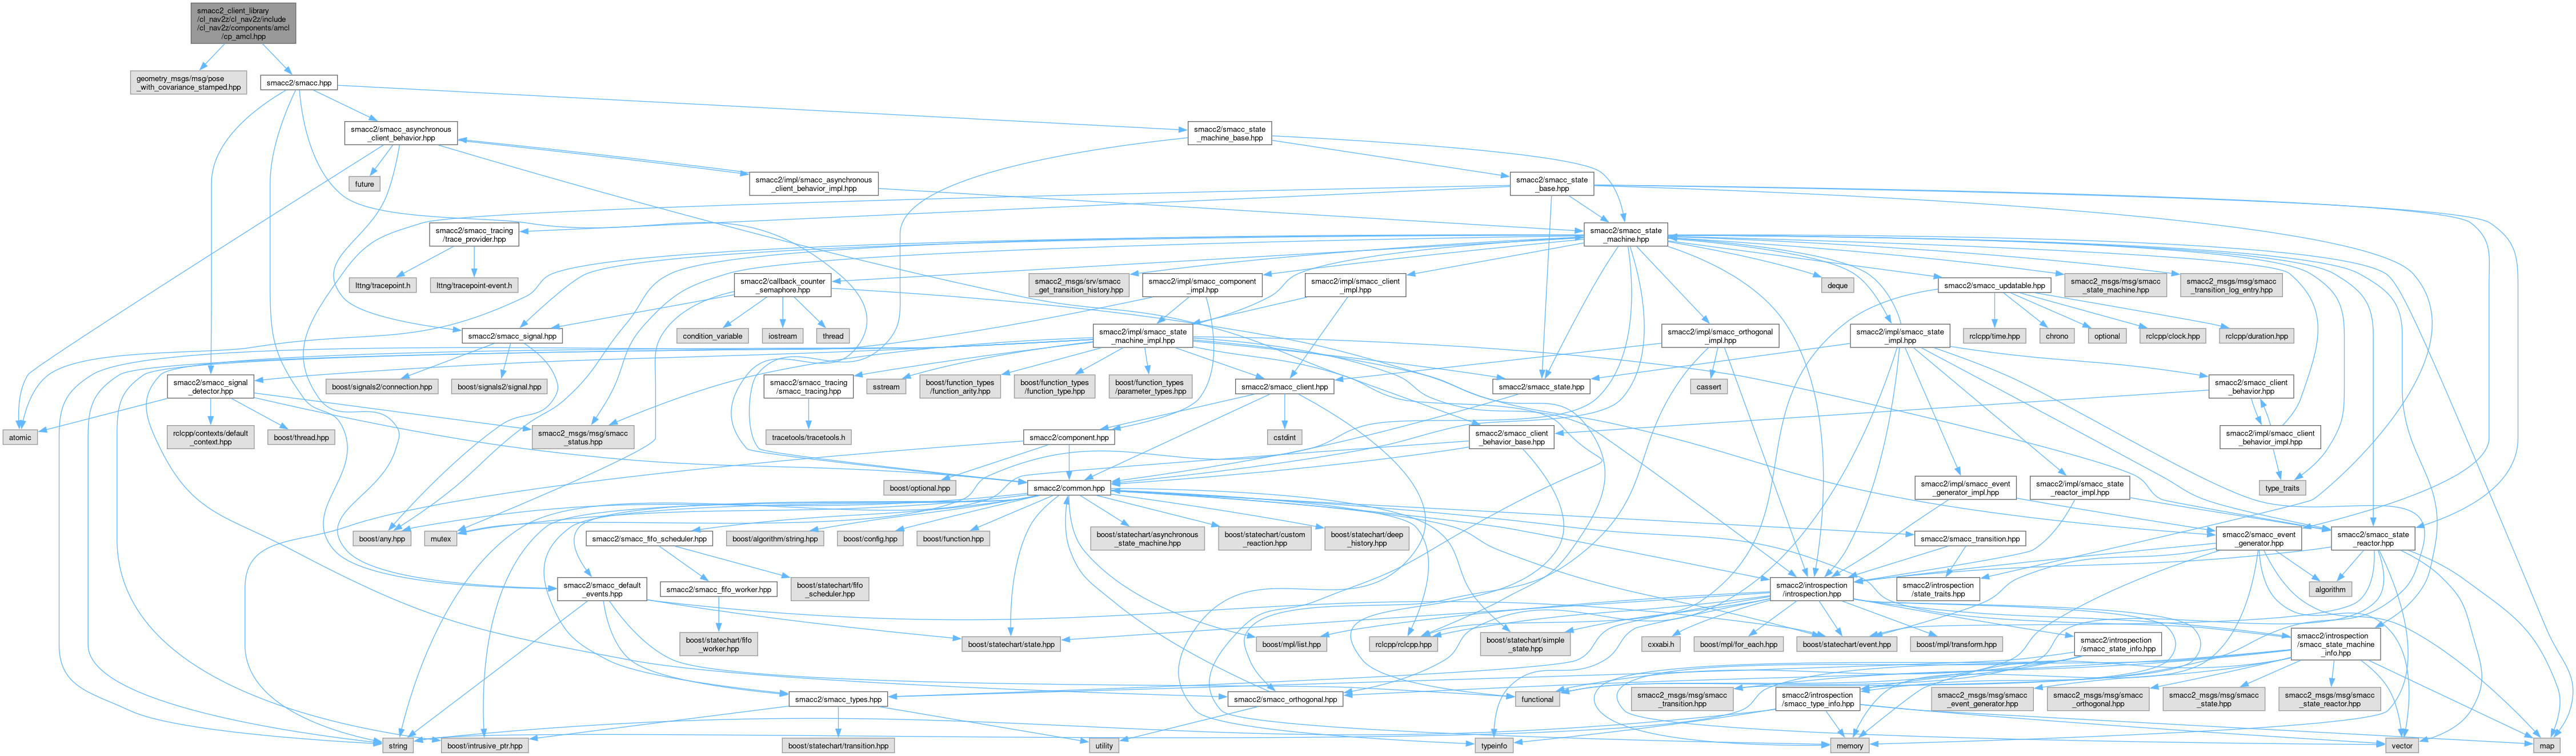 smacc2_client_library
/cl_nav2z/cl_nav2z/include
/cl_nav2z/components/amcl
/cp_amcl.hpp
geometry_msgs/msg/pose
_with_covariance_stamped.hpp
smacc2/smacc.hpp
smacc2/smacc_asynchronous
_client_behavior.hpp
smacc2/smacc_state
_machine_base.hpp
future
smacc2/impl/smacc_asynchronous
_client_behavior_impl.hpp
smacc2/smacc_state
_base.hpp
smacc2/smacc_tracing
/trace_provider.hpp
smacc2/smacc_state
_machine.hpp
lttng/tracepoint.h
lttng/tracepoint-event.h
smacc2/callback_counter
_semaphore.hpp
smacc2_msgs/srv/smacc
_get_transition_history.hpp
smacc2/impl/smacc_component
_impl.hpp
smacc2/impl/smacc_client
_impl.hpp
deque
smacc2/smacc_updatable.hpp
smacc2_msgs/msg/smacc
_state_machine.hpp
smacc2_msgs/msg/smacc
_transition_log_entry.hpp
smacc2/smacc_signal.hpp
condition_variable
iostream
thread
smacc2/impl/smacc_state
_machine_impl.hpp
smacc2/impl/smacc_orthogonal
_impl.hpp
smacc2/impl/smacc_state
_impl.hpp
rclcpp/time.hpp
chrono
optional
rclcpp/clock.hpp
rclcpp/duration.hpp
smacc2/smacc_signal
_detector.hpp
boost/signals2/connection.hpp
boost/signals2/signal.hpp
smacc2/smacc_tracing
/smacc_tracing.hpp
sstream
boost/function_types
/function_arity.hpp
boost/function_types
/function_type.hpp
boost/function_types
/parameter_types.hpp
smacc2/smacc_client.hpp
smacc2/smacc_state.hpp
cassert
smacc2/smacc_client
_behavior.hpp
atomic
rclcpp/contexts/default
_context.hpp
boost/thread.hpp
smacc2_msgs/msg/smacc
_status.hpp
tracetools/tracetools.h
smacc2/component.hpp
cstdint
smacc2/smacc_client
_behavior_base.hpp
smacc2/impl/smacc_client
_behavior_impl.hpp
boost/optional.hpp
smacc2/common.hpp
smacc2/impl/smacc_event
_generator_impl.hpp
smacc2/impl/smacc_state
_reactor_impl.hpp
type_traits
boost/any.hpp
mutex
smacc2/smacc_fifo_scheduler.hpp
boost/algorithm/string.hpp
boost/config.hpp
boost/function.hpp
boost/statechart/asynchronous
_state_machine.hpp
boost/statechart/custom
_reaction.hpp
boost/statechart/deep
_history.hpp
smacc2/smacc_transition.hpp
smacc2/smacc_event
_generator.hpp
smacc2/smacc_state
_reactor.hpp
smacc2/smacc_default
_events.hpp
smacc2/smacc_fifo_worker.hpp
boost/statechart/fifo
_scheduler.hpp
smacc2/introspection
/introspection.hpp
smacc2/introspection
/state_traits.hpp
algorithm
boost/statechart/fifo
_worker.hpp
boost/statechart/state.hpp
boost/mpl/list.hpp
rclcpp/rclcpp.hpp
boost/statechart/simple
_state.hpp
cxxabi.h
boost/mpl/for_each.hpp
boost/statechart/event.hpp
boost/mpl/transform.hpp
smacc2/introspection
/smacc_state_info.hpp
smacc2/introspection
/smacc_state_machine
_info.hpp
smacc2/smacc_types.hpp
smacc2/smacc_orthogonal.hpp
functional
smacc2_msgs/msg/smacc
_transition.hpp
smacc2/introspection
/smacc_type_info.hpp
smacc2_msgs/msg/smacc
_event_generator.hpp
smacc2_msgs/msg/smacc
_orthogonal.hpp
smacc2_msgs/msg/smacc
_state.hpp
smacc2_msgs/msg/smacc
_state_reactor.hpp
string
boost/intrusive_ptr.hpp
boost/statechart/transition.hpp
utility
typeinfo
memory
vector
map